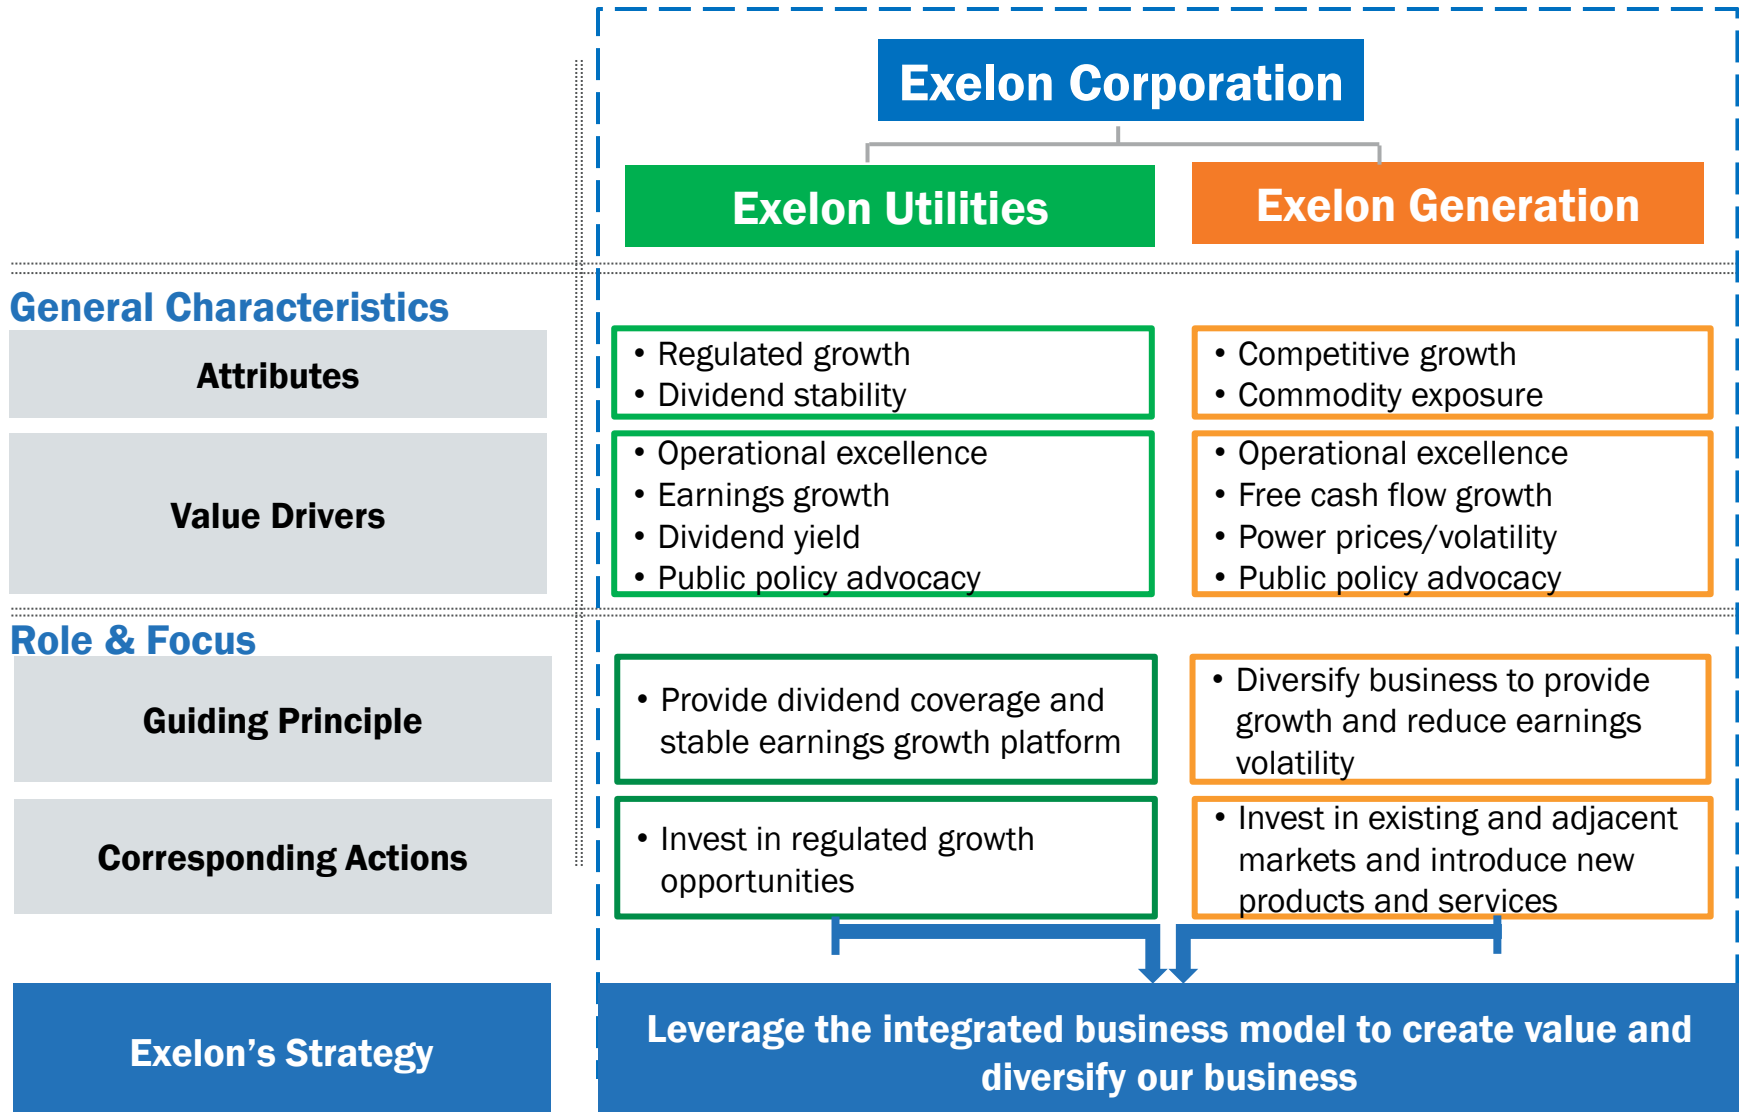 Exelon Corporation
Exelon Utilities
Exelon Generation
General Characteristics
Attributes
• Regulated growth
• Dividend stability
• Competitive growth
• Commodity exposure
Value Drivers
• Operational excellence
• Earnings growth
• Dividend yield
• Public policy advocacy
• Operational excellence
• Free cash flow growth
• Power prices/volatility
• Public policy advocacy
Role & Focus
Guiding Principle
• Provide dividend coverage and
stable earnings growth platform
• Diversify business to provide
growth and reduce earnings
volatility
Corresponding Actions
• Invest in regulated growth
opportunities
• Invest in existing and adjacent
markets and introduce new
products and services
Exelon’s Strategy
Leverage the integrated business model to create value and
diversify our business